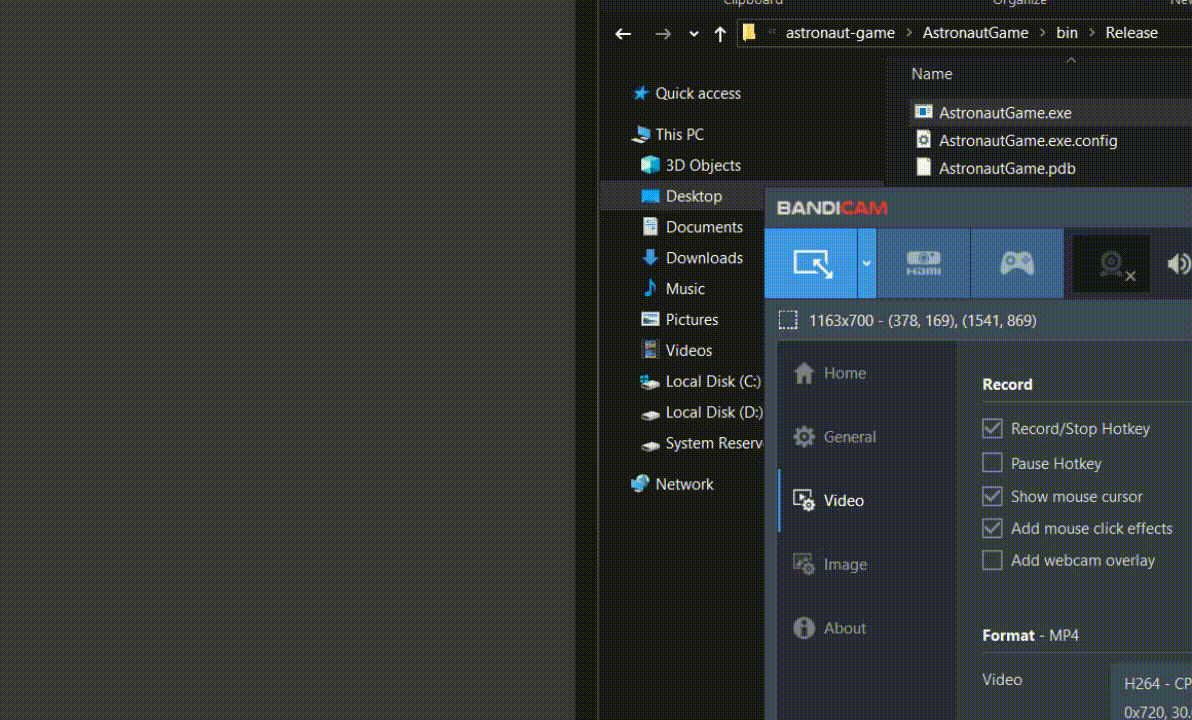 Clipboard
Organize
astronaut-game > AstronautGame > bin > Release
Name
Quick access
AstronautGame.exe
This PC
AstronautGame.exe.config
3D Objects
AstronautGame.pdb
Desktop
BANDICAM
Documents
Downloads
HDMI
Music
Pictures
1163x700 - (378, 169), (1541, 869)
Videos
Local Disk (C:)
Home
Record
Local Disk (D:)
Record/Stop Hotkey
System Reserv
General
Pause Hotkey
Network
Show mouse cursor
Video
Add mouse click effects
Image
Add webcam overlay
About
Format - MP4
Video
H264 - CP
0x720, 30.